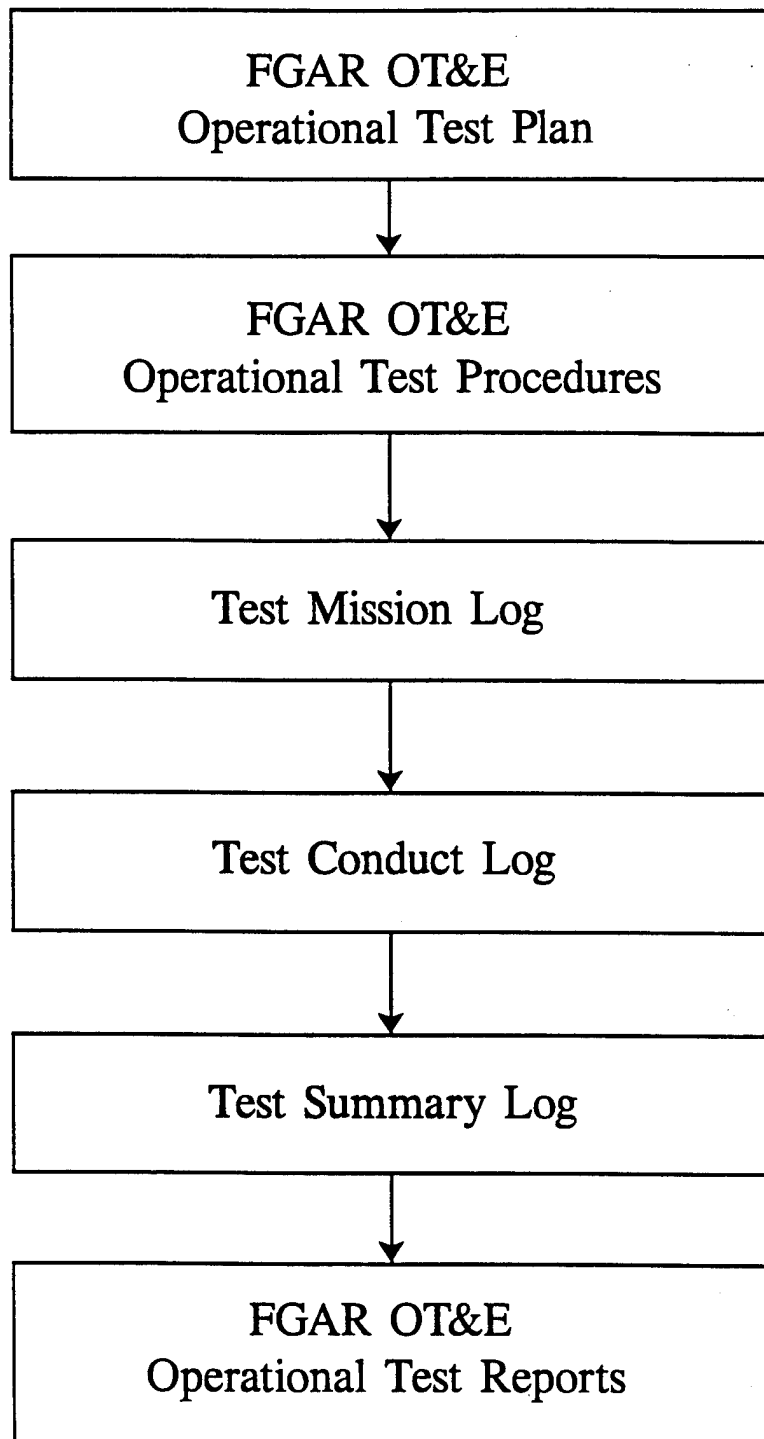 FGAR OT&E
Operational Test Plan
FGAR OT&E
Operational Test Procedures
Test Mission Log
Test Conduct Log
Test Summary Log
FGAR OT&E
Operational Test Reports